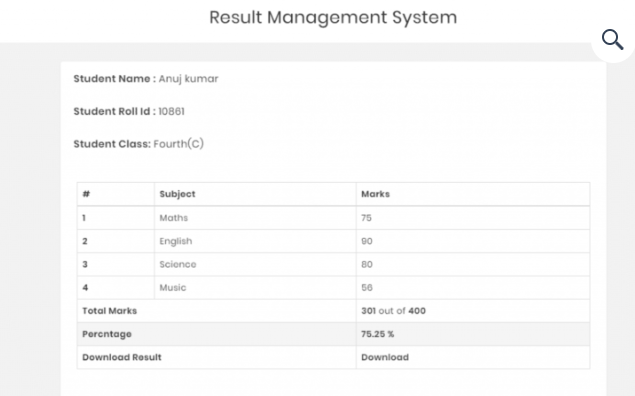 Result Management System
Student Name : Anuj kumar
Student Roll Id : 10861
Student Class: Fourth(C)
# Subject Marks
1 Maths 75
2 English 90
3 Science 80
4 Music 56
Total Marks 301 out of 400
Percntage 75.25 %
Download Result Download